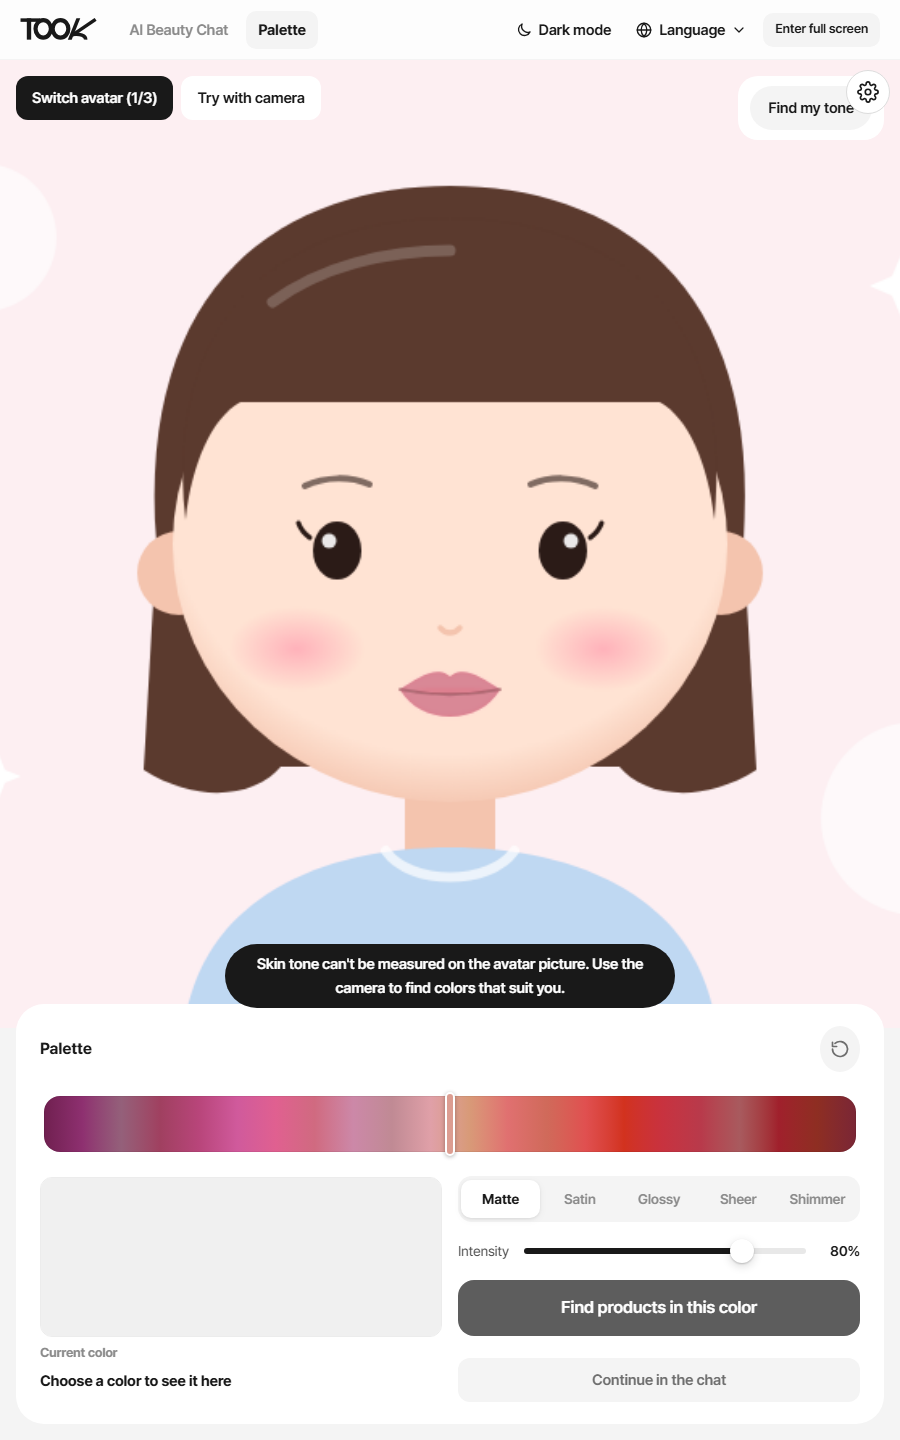 TOOK
AI Beauty Chat
Palette
Dark mode
Language
Enter full screen
Switch avatar (1/3)
Try with camera
Find my tone
Skin tone can't be measured on the avatar picture. Use the
camera to find colors that suit you.
Palette
Matte
Satin
Glossy
Sheer
Shimmer
Intensity
80%
Find products in this color
Current color
Choose a color to see it here
Continue in the chat